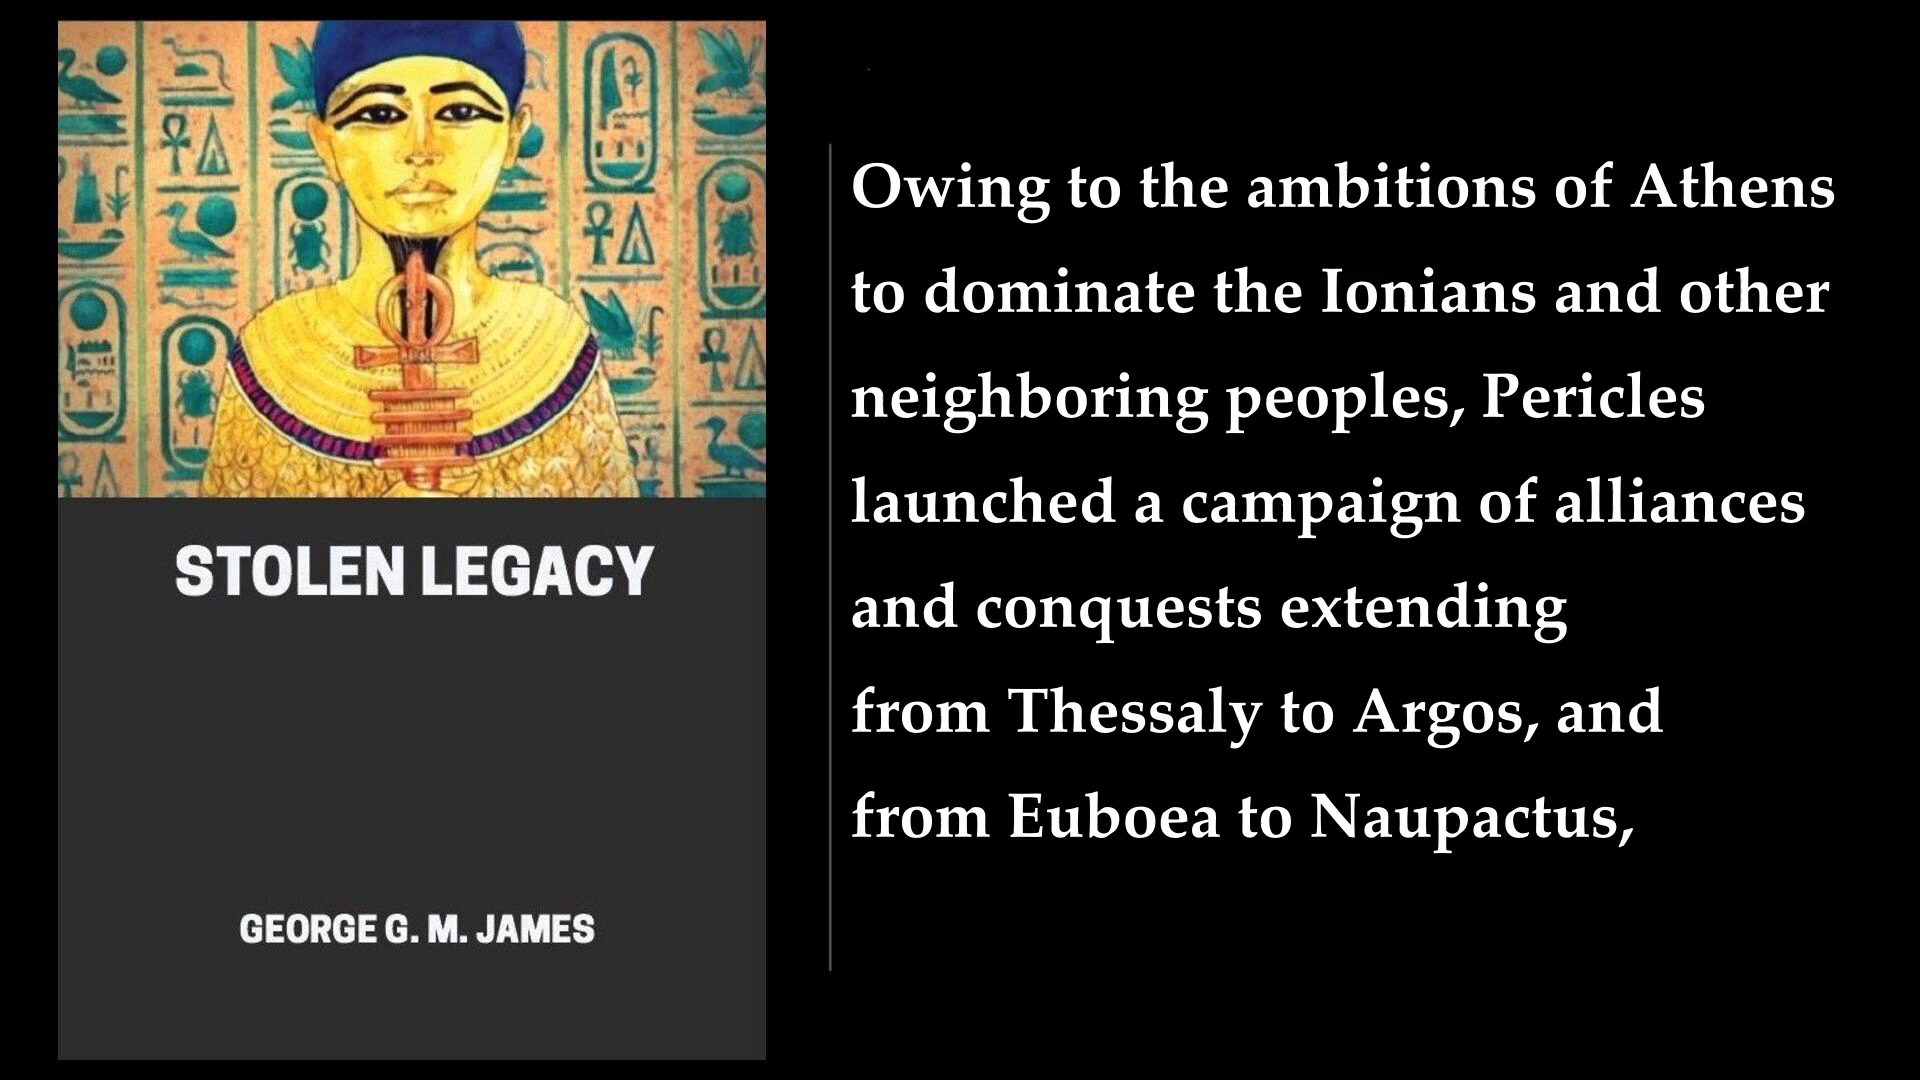 STOLEN LEGACY
GEORGE G. M. JAMES
Owing to the ambitions of Athens
to dominate the Ionians and other
neighboring peoples, Pericles
launched a campaign of alliances
and conquests extending
from Thessaly to Argos, and
from Euboea to Naupactus,